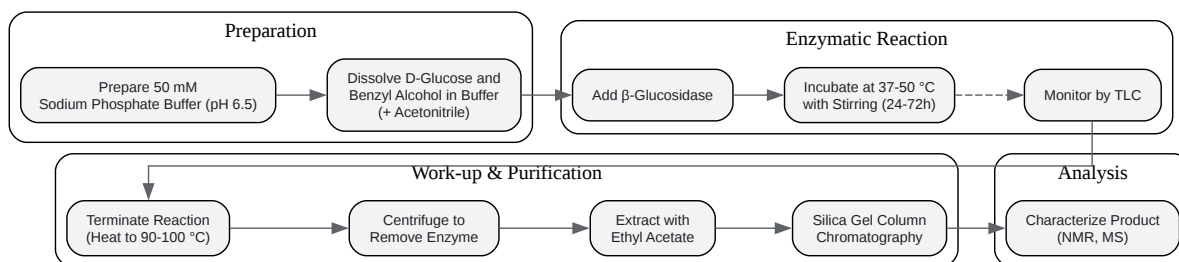 Preparation
Prepare 50 mM
Sodium Phosphate Buffer (pH 6.5)
Dissolve D-Glucose and
Benzyl Alcohol in Buffer
(+ Acetonitrile)
Enzymatic Reaction
Add β-Glucosidase
Incubate at 37-50 °C
with Stirring (24-72h)
Monitor by TLC
Work-up & Purification
Terminate Reaction
(Heat to 90-100 °C)
Centrifuge to
Remove Enzyme
Extract with
Ethyl Acetate
Silica Gel Column
Chromatography
Analysis
Characterize Product
(NMR, MS)